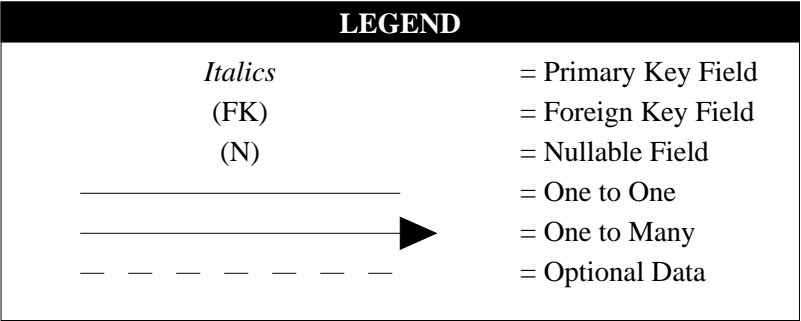 LEGEND
Italics = Primary Key Field
(FK) = Foreign Key Field
(N) = Nullable Field
= One to One
= One to Many
= Optional Data